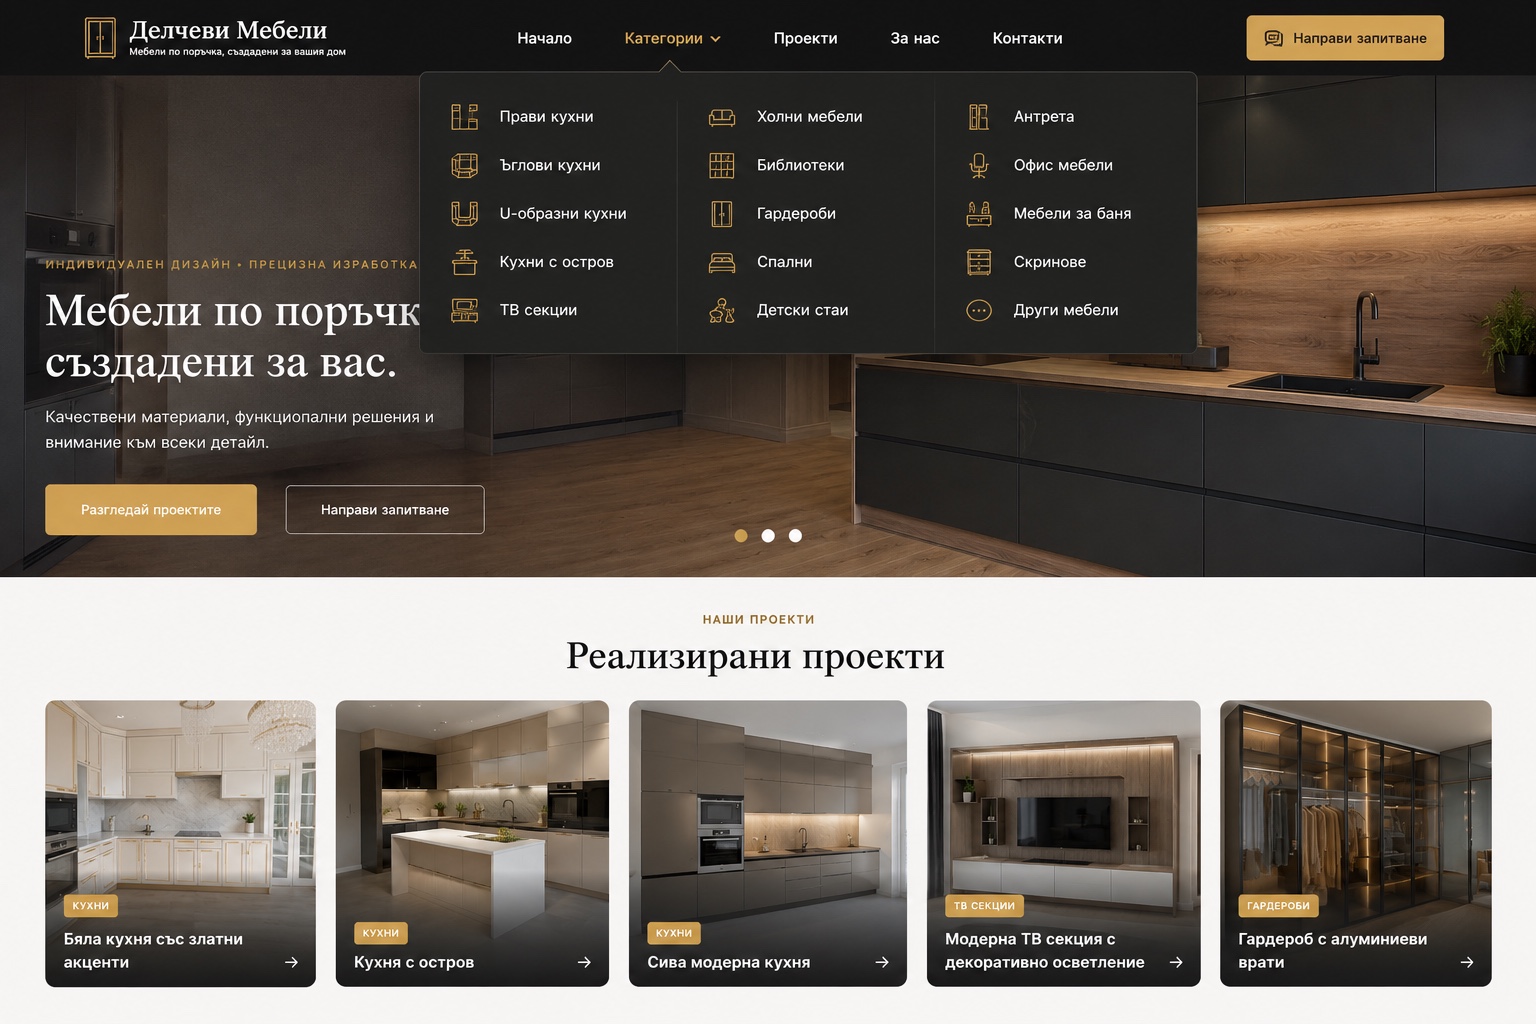 Делчеви Мебели
Мебели по поръчка, създадени за вашия дом
Начало
Категории
Проекти
За нас
Контакти
Направи запитване
Прави кухни
Ъглови кухни
U-образни кухни
Кухни с остров
ТВ секции
Холни мебели
Библиотеки
Гардероби
Спални
Детски стаи
Антрета
Офис мебели
Мебели за баня
Скринове
Други мебели
ИНДИВИДУАЛЕН ДИЗАЙН • ПРЕЦИЗНА ИЗРАБОТКА
Мебели по поръчк
създадени за вас.
Качествени материали, функционални решения и
внимание към всеки детайл.
Разгледай проектите
Направи запитване
НАШИ ПРОЕКТИ
Реализирани проекти
КУХНИ
Бяла кухня със златни
акценти
КУХНИ
Кухня с остров
КУХНИ
Сива модерна кухня
ТВ СЕКЦИИ
Модерна ТВ секция с
декоративно осветление
ГАРДЕРОБИ
Гардероб с алуминиеви
врати